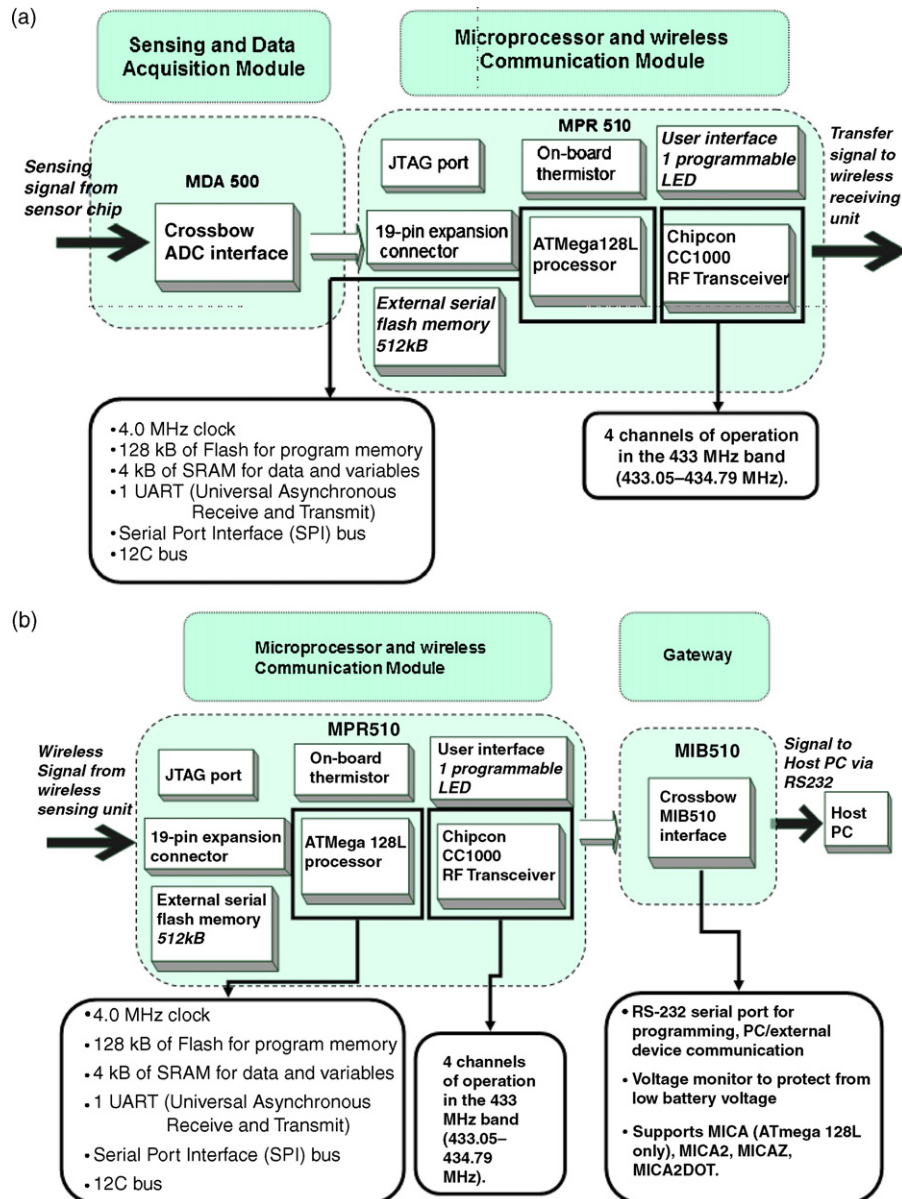 (a)
Sensing and Data
Acquisition Module
Microprocessor and wireless
Communication Module
Sensing
signal from
sensor chip
MDA 500
Crossbow
ADC interface
MPR 510
JTAG port
On-board
thermistor
User interface
1 programmable
LED
19-pin expansion
connector
ATMega128L
processor
Chipcon
CC1000
RF Transceiver
External serial
flash memory
512kB
Transfer
signal to
wireless
receiving
unit
•4.0 MHz clock
•128 kB of Flash for program memory
•4 kB of SRAM for data and variables
•1 UART (Universal Asynchronous
Receive and Transmit)
•Serial Port Interface (SPI) bus
•12C bus
4 channels of operation
in the 433 MHz band
(433.05–434.79 MHz).
(b)
Microprocessor and wireless
Communication Module
Gateway
Wireless
Signal from
wireless
sensing unit
MPR510
JTAG port
On-board
thermistor
User interface
1 programmable
LED
19-pin expansion
connector
ATMega 128L
processor
Chipcon
CC1000
RF Transceiver
External serial
flash memory
512kB
MIB510
Crossbow
MIB510
interface
Signal to
Host PC via
RS232
Host
PC
•4.0 MHz clock
•128 kB of Flash for program memory
•4 kB of SRAM for data and variables
•1 UART (Universal Asynchronous
Receive and Transmit)
•Serial Port Interface (SPI) bus
•12C bus
4 channels
of operation
in the 433
MHz band
(433.05–
434.79
MHz).
• RS-232 serial port for
programming, PC/external
device communication
• Voltage monitor to protect from
low battery voltage
• Supports MICA (ATmega 128L
only), MICA2, MICAZ,
MICA2DOT.